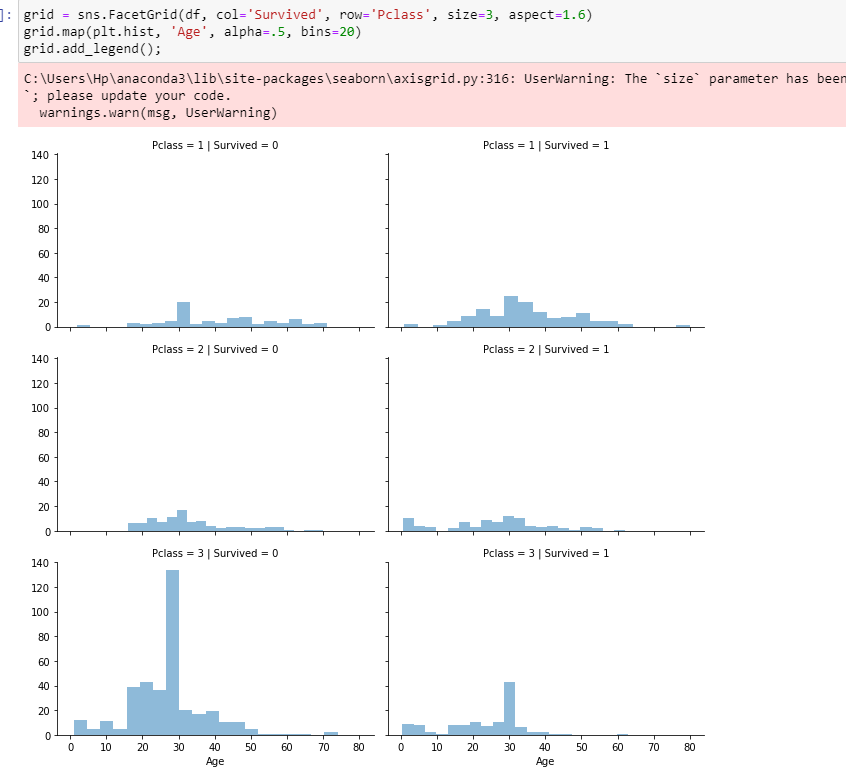 ]: grid = sns.FacetGrid(df, col='Survived', row='Pclass', size=3, aspect=1.6)
grid.map(plt.hist, 'Age', alpha=.5, bins=20)
grid.add_legend();
C:\Users\Hp\anaconda3\lib\site-packages\seaborn\axisgrid.py:316: UserWarning: The `size` parameter has been
`; please update your code.
  warnings.warn(msg, UserWarning)
Pclass = 1 | Survived = 0
Pclass = 1 | Survived = 1
140
120
100
80
60
40
20
0
Pclass = 2 | Survived = 0
Pclass = 2 | Survived = 1
140
120
100
80
60
40
20
0
Pclass = 3 | Survived = 0
Pclass = 3 | Survived = 1
140
120
100
80
60
40
20
0
0 10 20 30 40 50 60 70 80
0 10 20 30 40 50 60 70 80
Age
Age